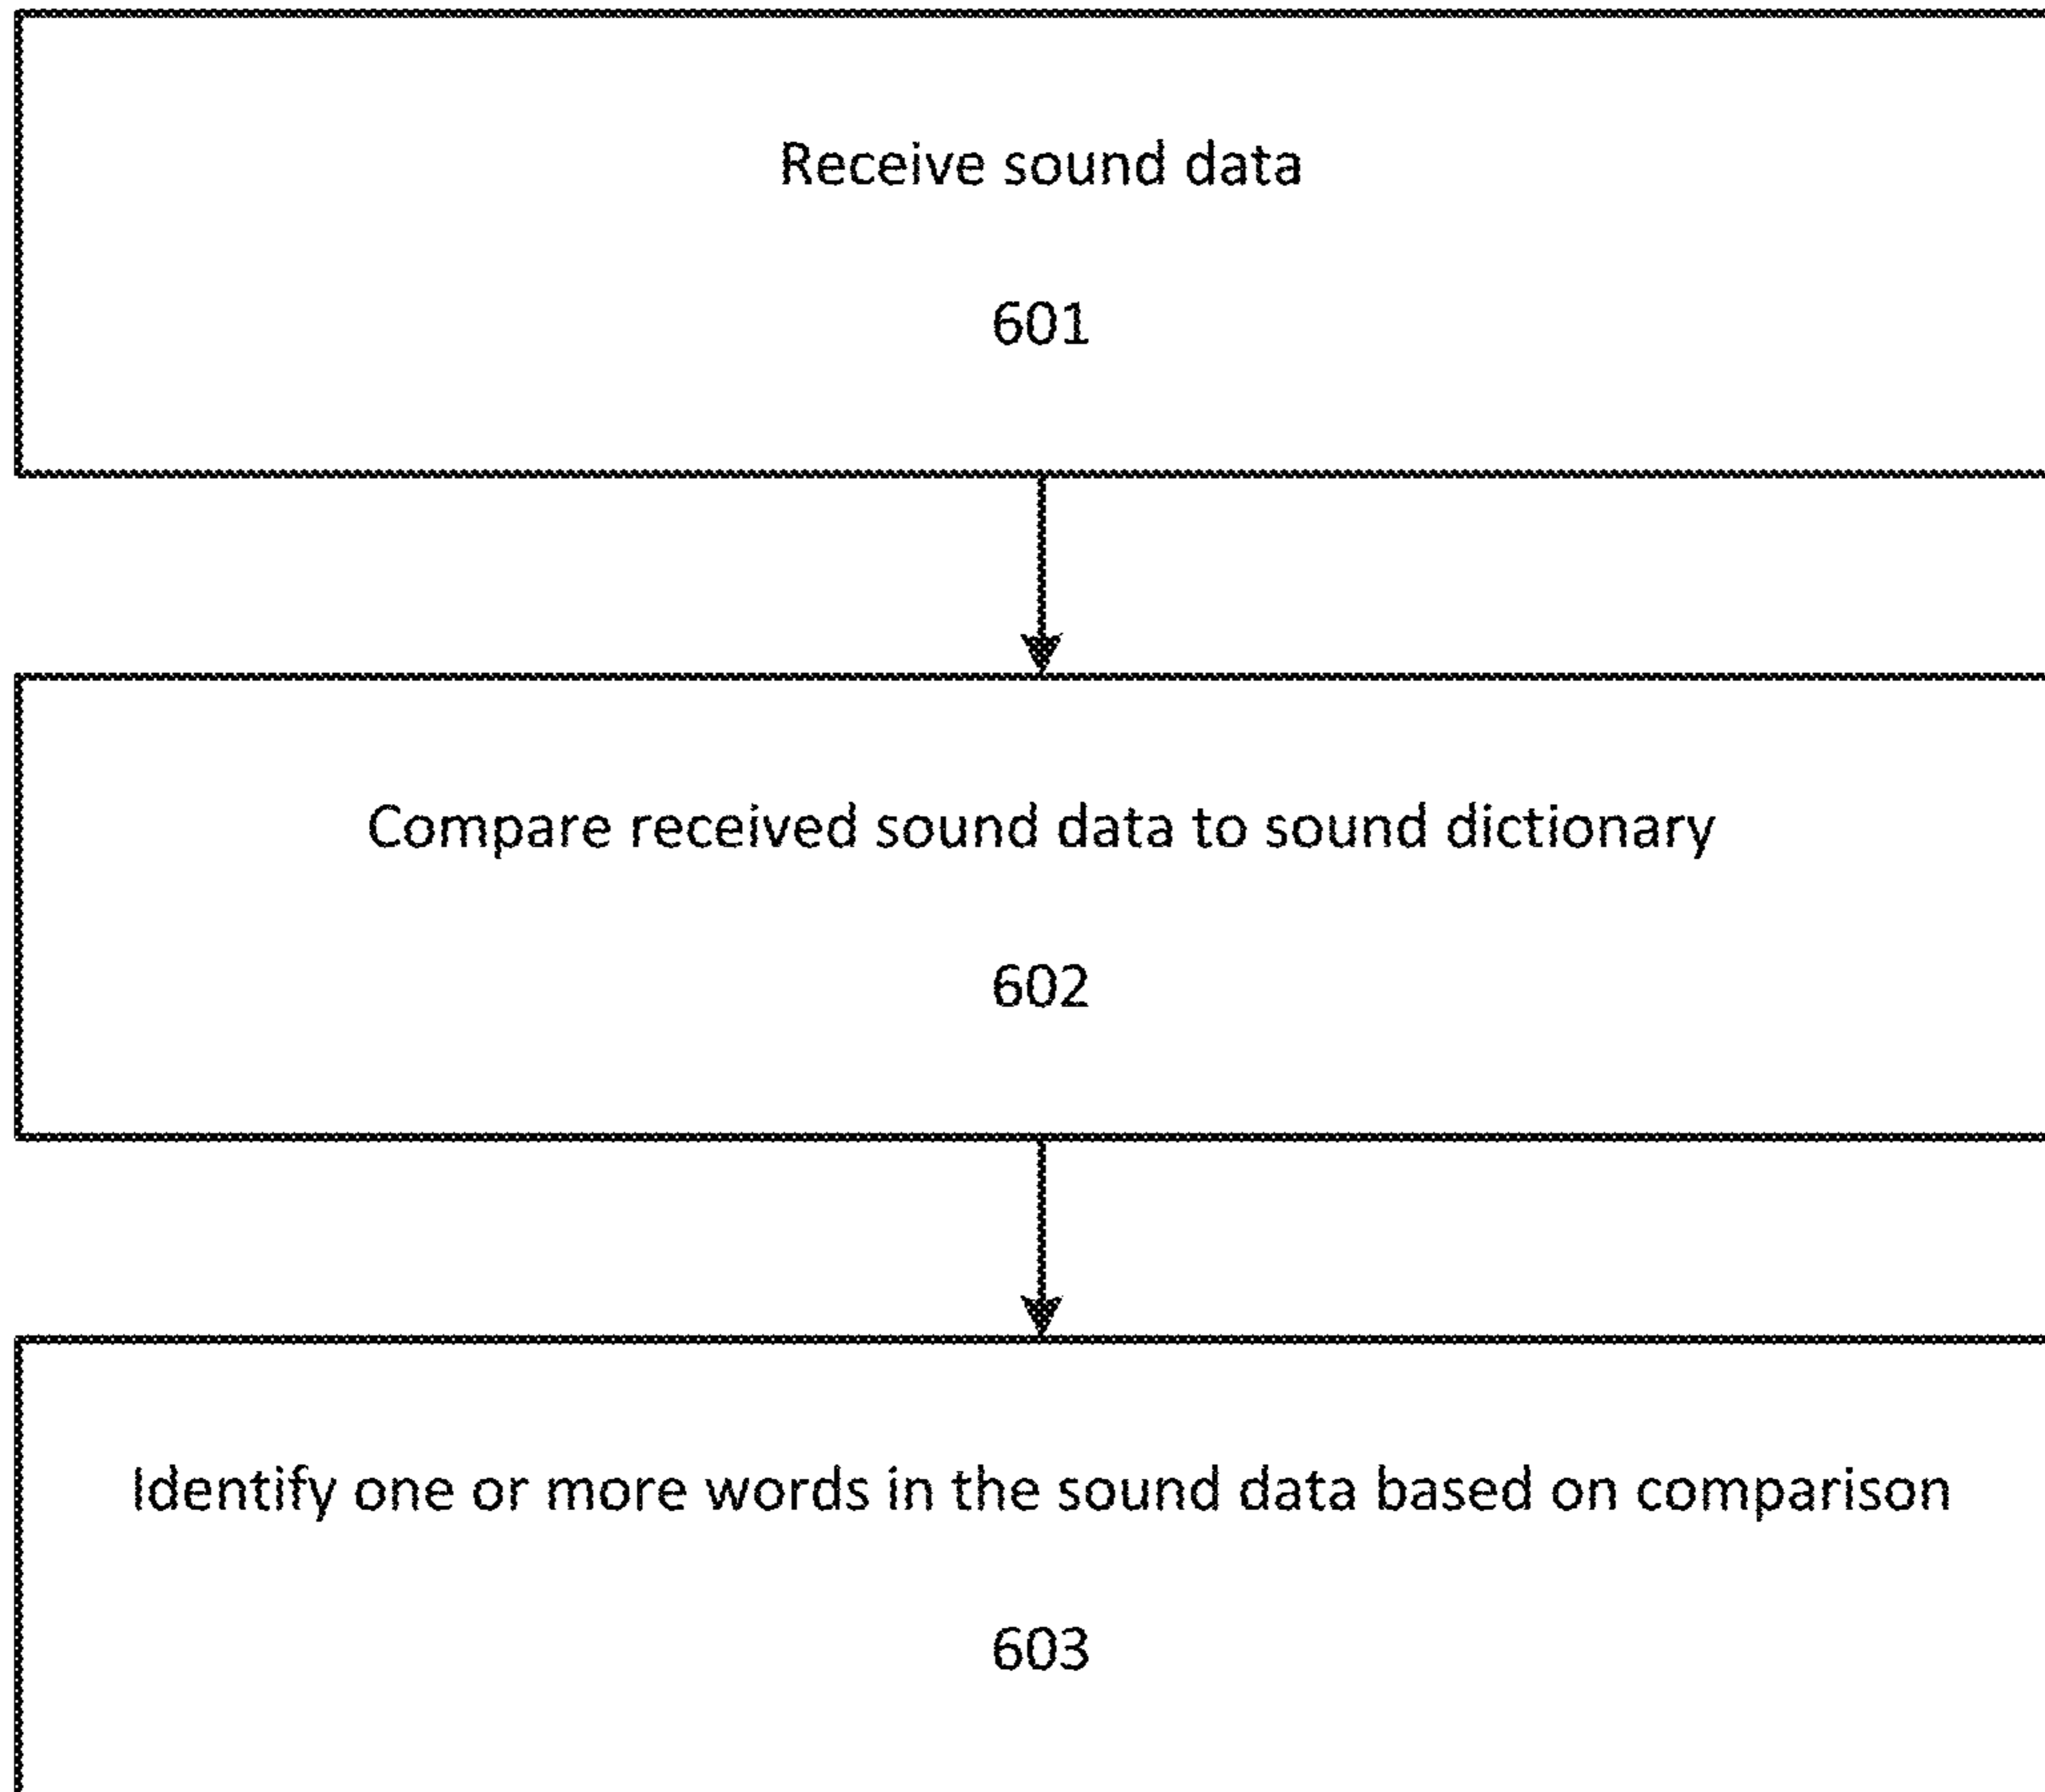 Receive sound data
601
Compare received sound data to sound dictionary
602
Identify one or more words in the sound data based on comparison
603